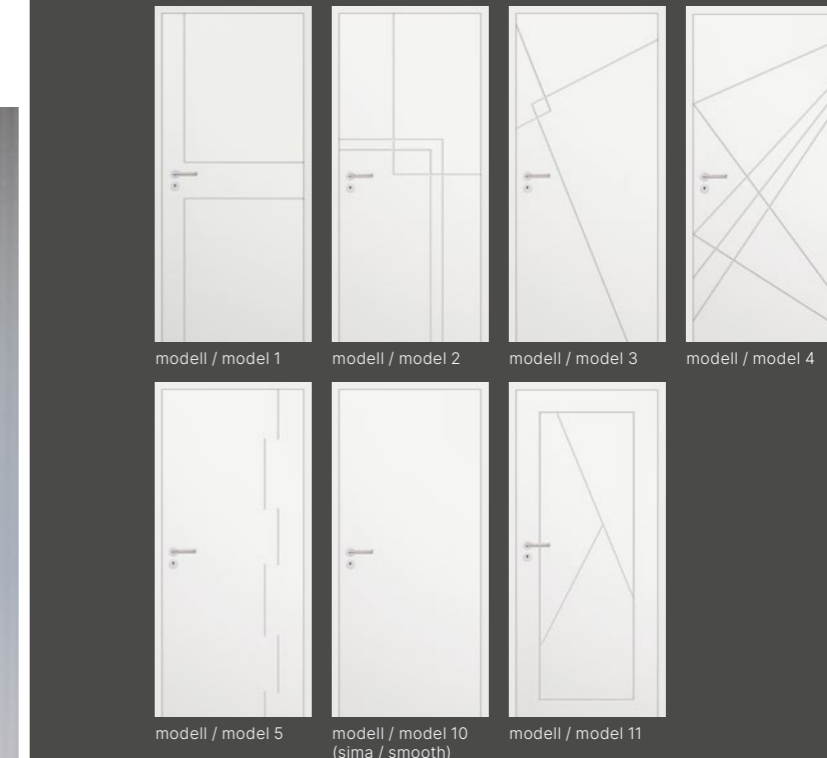 modell / model 1
modell / model 2
modell / model 3
modell / model 4
modell / model 5
modell / model 10
(sima / smooth)
modell / model 11